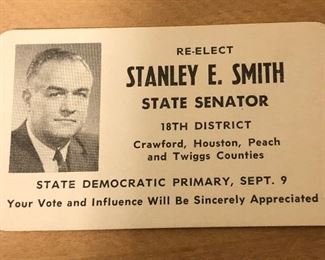 RE-ELECT
STANLEY E. SMITH
STATE SENATOR
18TH DISTRICT
Crawford, Houston, Peach
and Twiggs Counties
STATE DEMOCRATIC PRIMARY, SEPT. 9
Your Vote and Influence Will Be Sincerely Appreciated